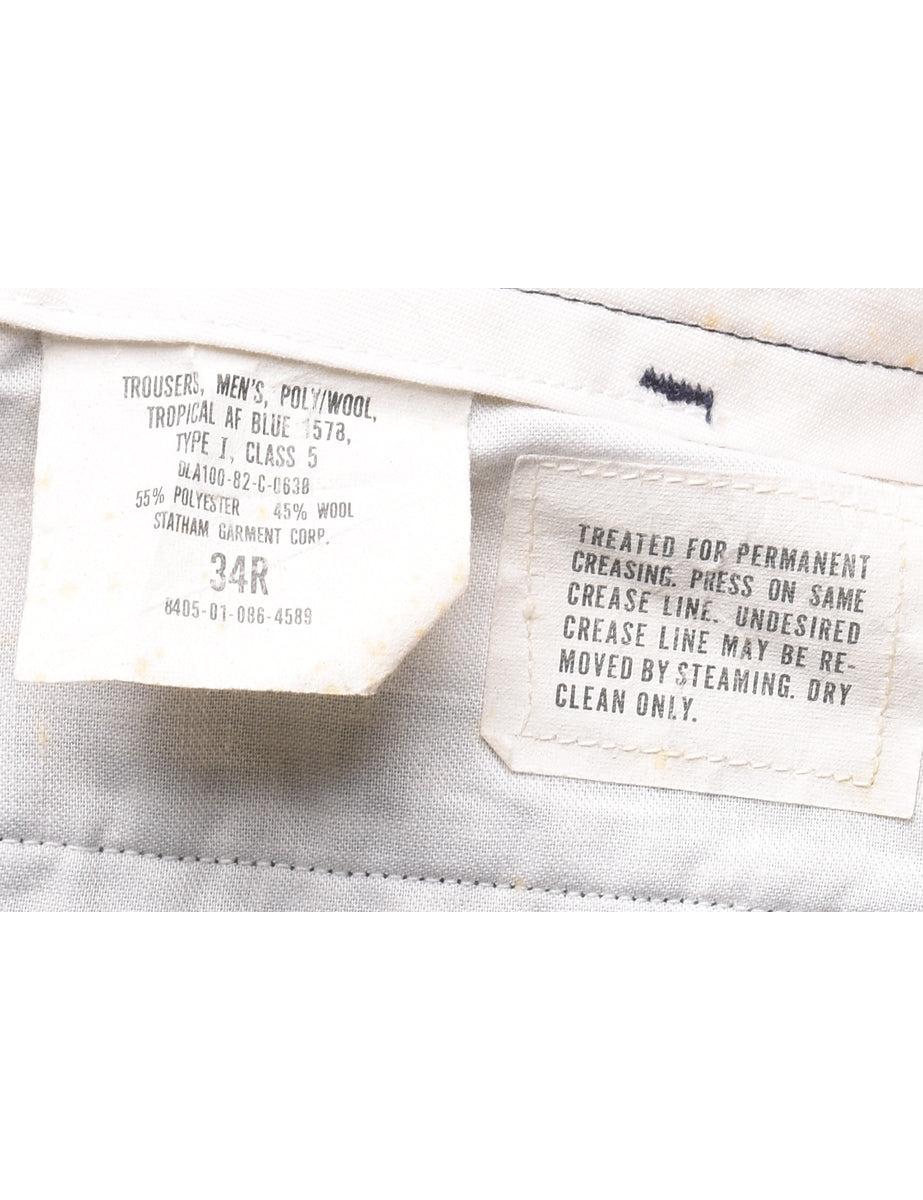 TROUSERS, MEN'S, POLY/WOOL,
TROPICAL AF BLUE 1578,
TYPE I, CLASS 5
DLA100-82-C-0638
55% POLYESTER 45% WOOL
STATHAM GARMENT CORP.
34R
8405-01-086-4589
TREATED FOR PERMANENT
CREASING. PRESS ON SAME
CREASE LINE. UNDESIRED
CREASE LINE MAY BE RE-
MOVED BY STEAMING. DRY
CLEAN ONLY.